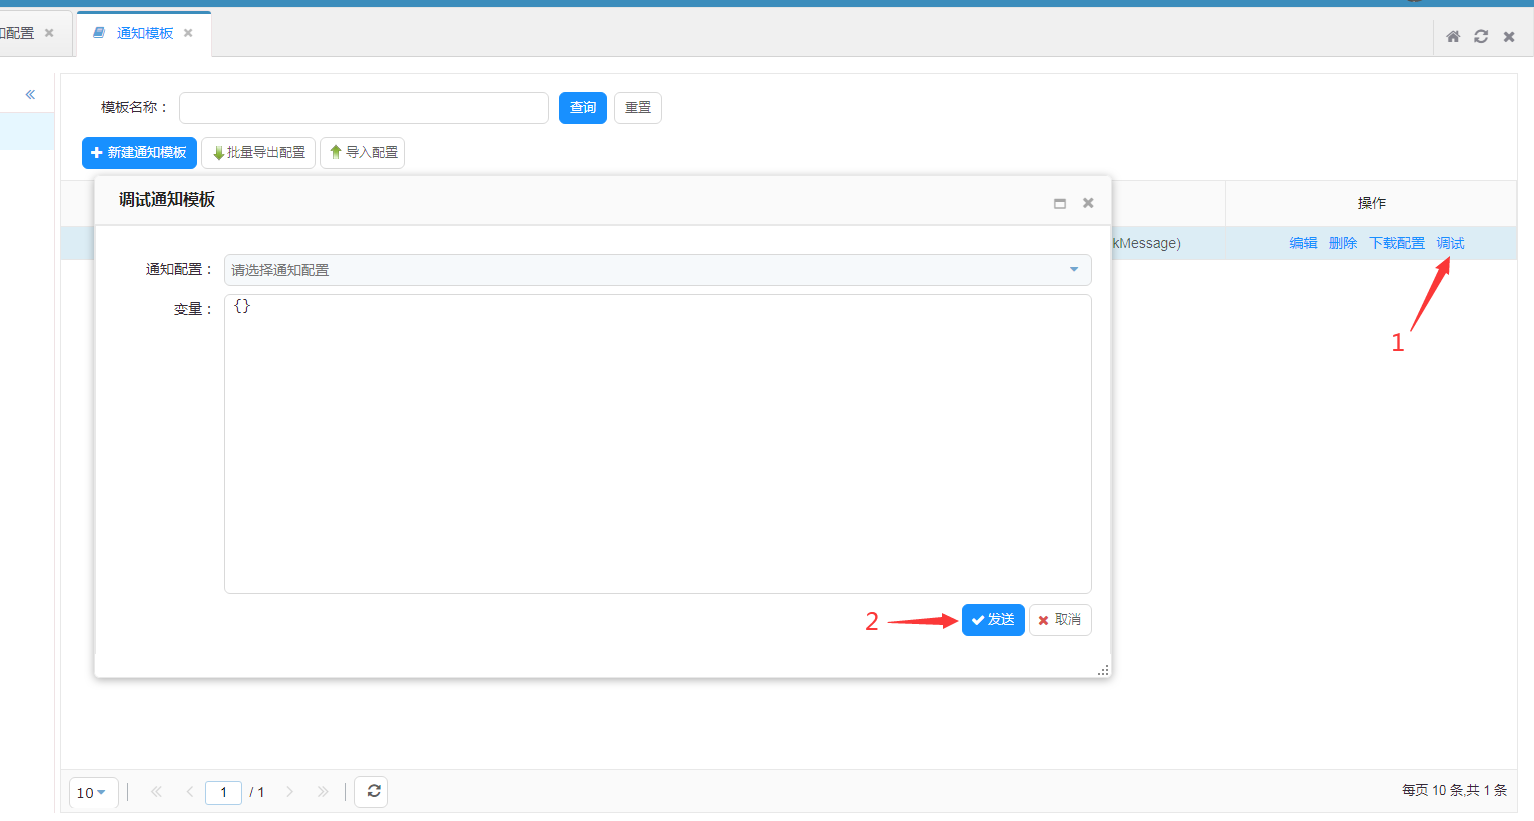 配置
通知模板
模板名称：
查询
重置
新建通知模板
批量导出配置
导入配置
调试通知模板
操作
kMessage)
编辑 删除 下载配置 调试
通知配置：
请选择通知配置
变量：
{}
1
2
发送
取消
10
1
/ 1
每页 10 条,共 1 条